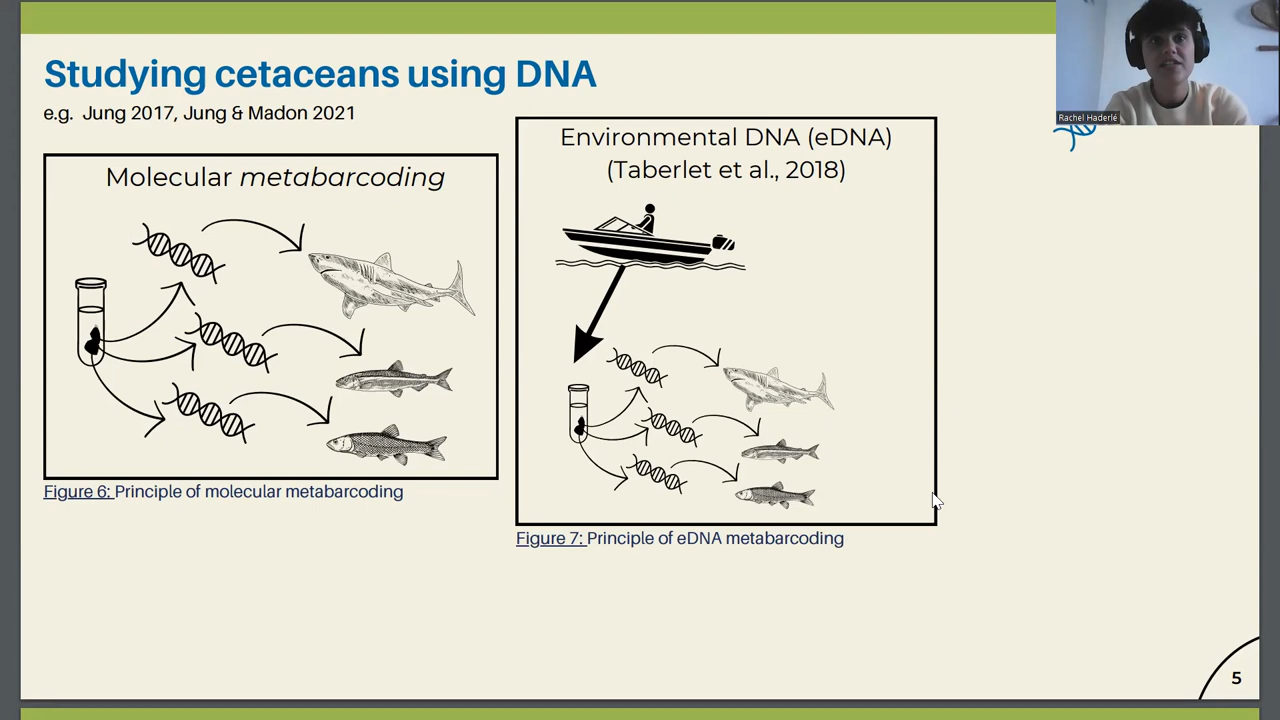 Studying cetaceans using DNA
e.g. Jung 2017, Jung & Madon 2021
Molecular metabarcoding
Figure 6: Principle of molecular metabarcoding
Environmental DNA (eDNA)
(Taberlet et al., 2018)
Figure 7: Principle of eDNA metabarcoding
Rachel Haderlé
5